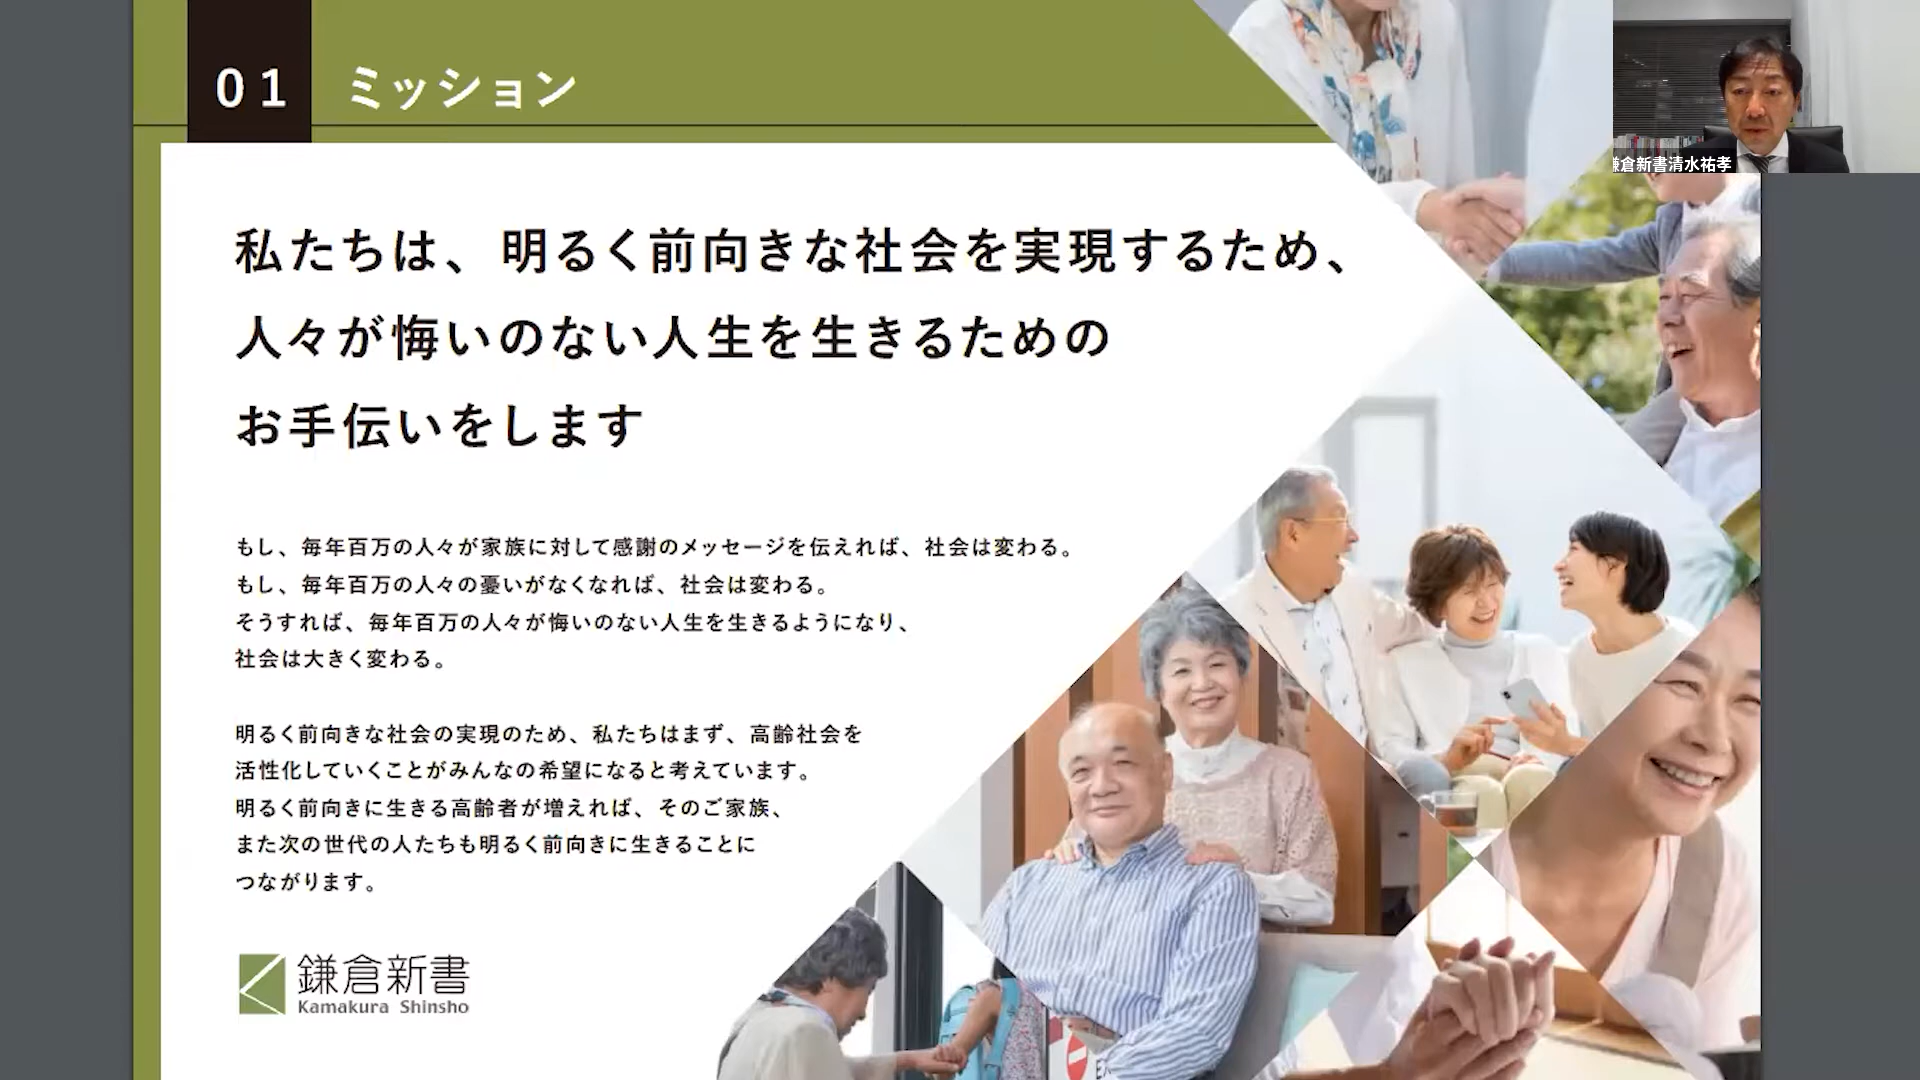 01 ミッション
鎌倉新書清水祐孝
私たちは、明るく前向きな社会を実現するため、
人々が悔いのない人生を生きるための
お手伝いをします
もし、毎年百万の人々が家族に対して感謝のメッセージを伝えれば、社会は変わる。
もし、毎年百万の人々の憂いがなくなれば、社会は変わる。
そうすれば、毎年百万の人々が悔いのない人生を生きるようになり、
社会は大きく変わる。
明るく前向きな社会の実現のため、私たちはまず、高齢社会を
活性化していくことがみんなの希望になると考えています。
明るく前向きに生きる高齢者が増えれば、そのご家族、
また次の世代の人たちも明るく前向きに生きることに
つながります。
鎌倉新書
Kamakura Shinsho